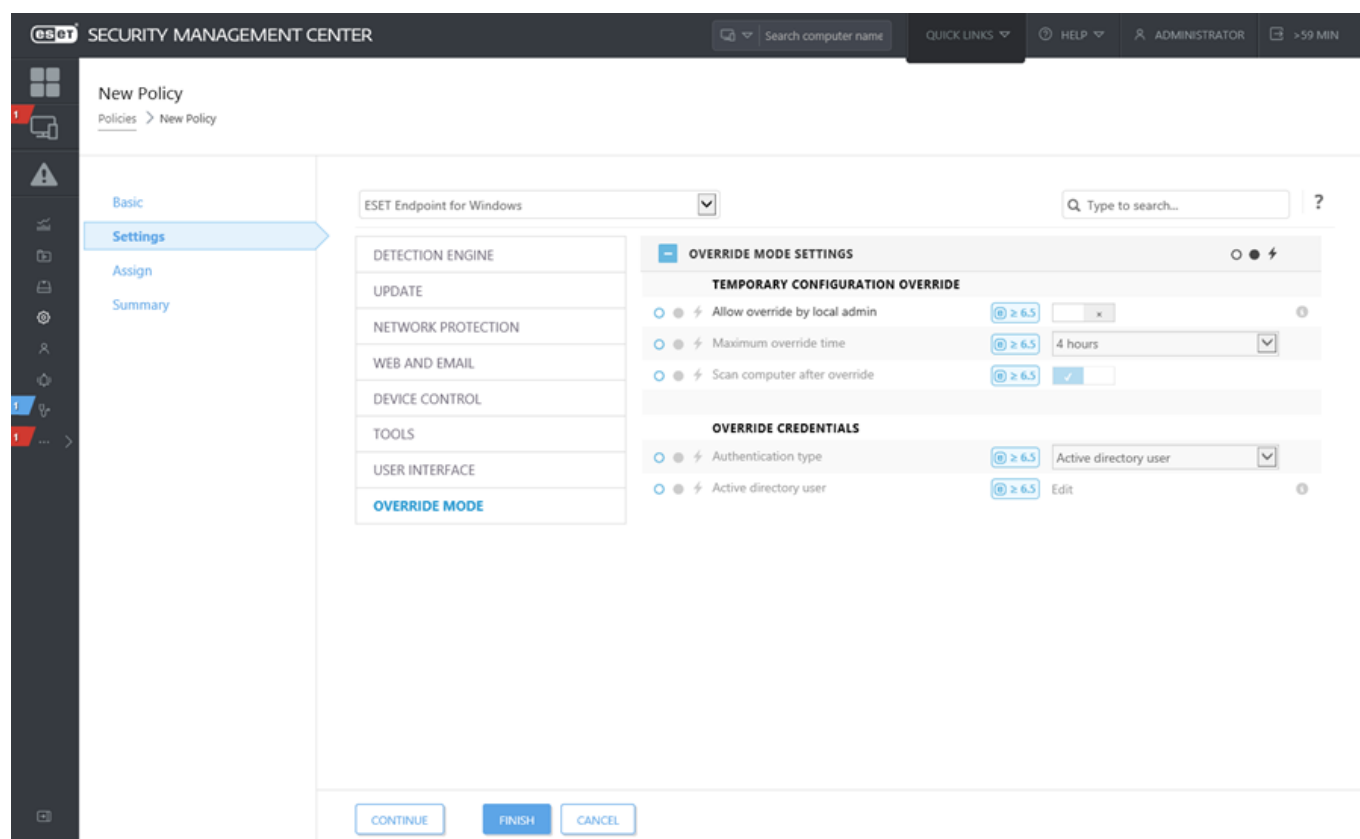 eset SECURITY MANAGEMENT CENTER
Search computer name
QUICK LINKS
HELP
ADMINISTRATOR
>59 MIN
New Policy
Policies > New Policy
1
1
1
...
Basic
Settings
Assign
Summary
ESET Endpoint for Windows
Type to search...
?
DETECTION ENGINE
UPDATE
NETWORK PROTECTION
WEB AND EMAIL
DEVICE CONTROL
TOOLS
USER INTERFACE
OVERRIDE MODE
OVERRIDE MODE SETTINGS
TEMPORARY CONFIGURATION OVERRIDE
Allow override by local admin ≥ 6.5
Maximum override time ≥ 6.5 4 hours
Scan computer after override ≥ 6.5
OVERRIDE CREDENTIALS
Authentication type ≥ 6.5 Active directory user
Active directory user ≥ 6.5 Edit
CONTINUE
FINISH
CANCEL